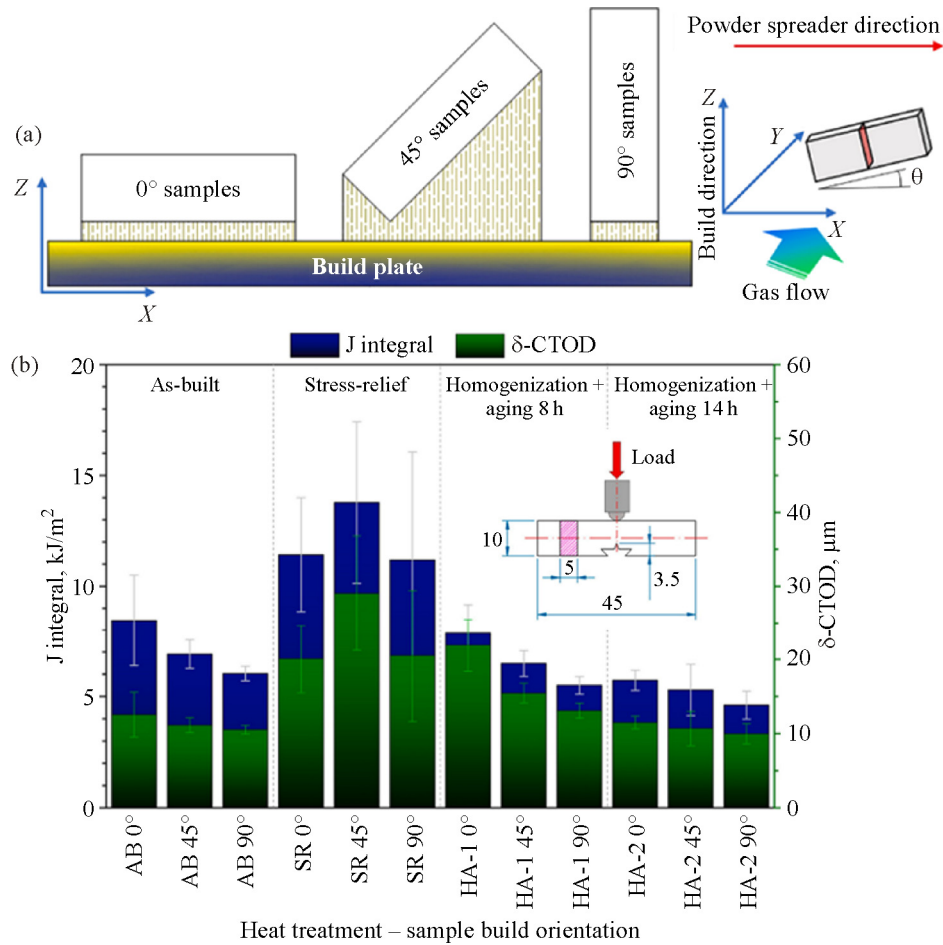 (a)
Z
X
0° samples
45° samples
90° samples
Build plate
Powder spreader direction
Z
Y
X
θ
Build direction
Gas flow
(b)
J integral
δ-CTOD
J integral, kJ/m²
20
15
10
5
0
As-built
Stress-relief
Homogenization +
aging 8 h
Homogenization +
aging 14 h
Load
10
5
3.5
45
60
50
40
30
20
10
0
δ-CTOD, μm
AB 0°
AB 45°
AB 90°
SR 0°
SR 45°
SR 90°
HA-1 0°
HA-1 45°
HA-1 90°
HA-2 0°
HA-2 45°
HA-2 90°
Heat treatment – sample build orientation